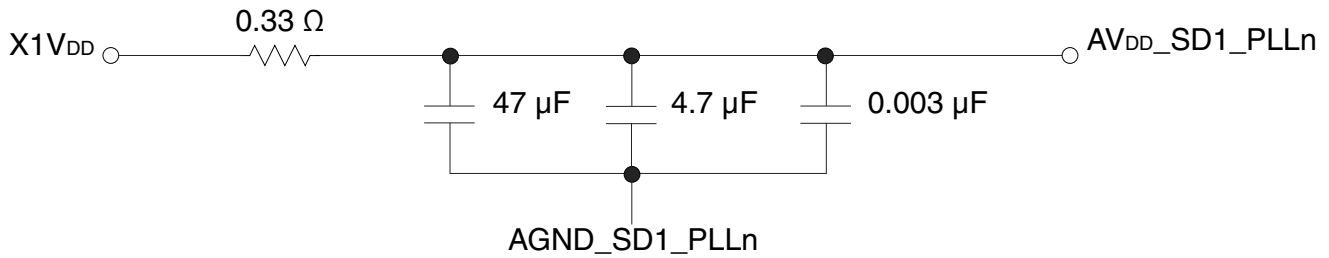 0.33 Ω
X1VDD
AVDD_SD1_PLLn
47 µF
4.7 µF
0.003 µF
AGND_SD1_PLLn